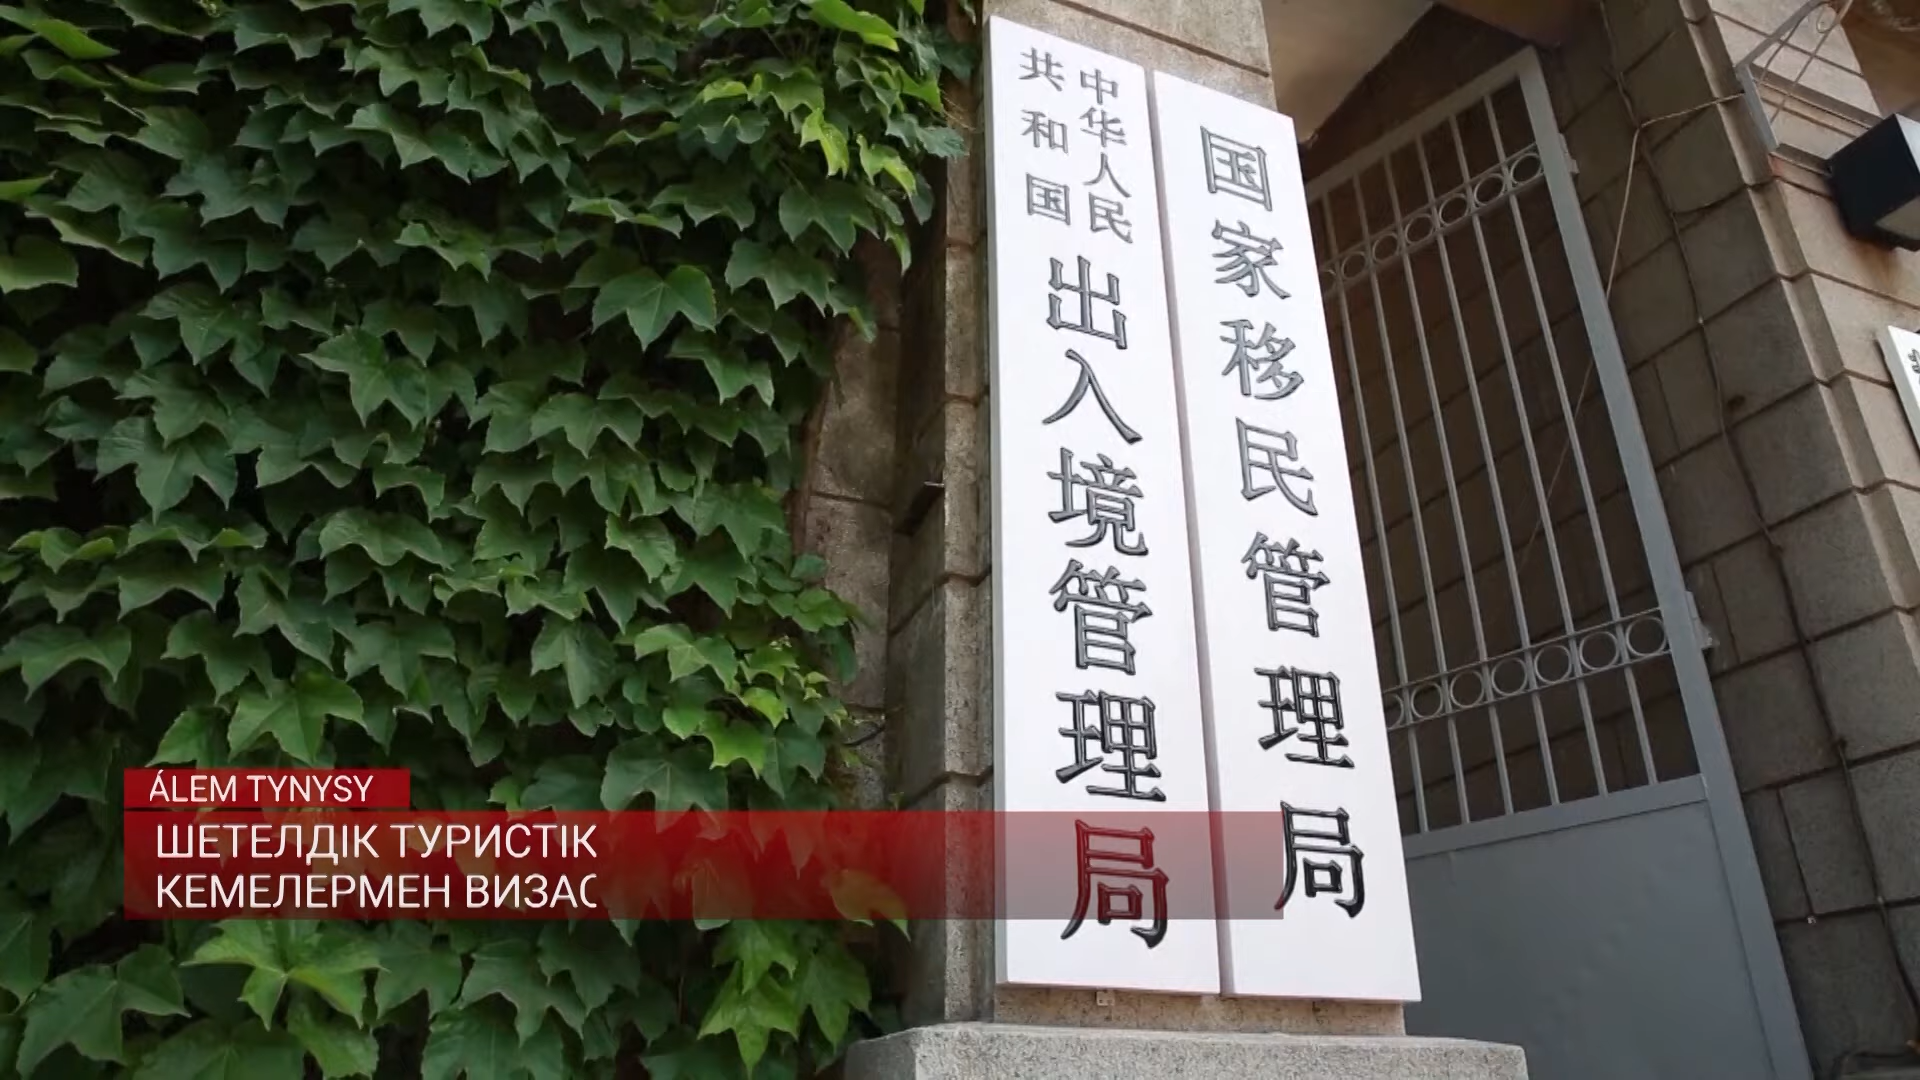 中华人民
共和国
出入境管理局
国家移民管理局
ÁLEM TYNYSY
ШЕТЕЛДІК ТУРИСТІК
КЕМЕЛЕРМЕН